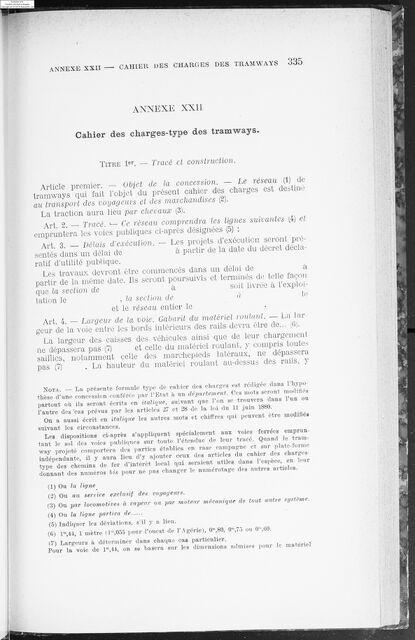 ANNEXE XXII — CAHIER DES CHARGES DES TRAMWAYS 335
ANNEXE XXII
Cahier des charges-type des tramways.
TITRE 1er. — Tracé et construction.
Article premier. — Objet de la concession. — Le réseau (1) de
tramways qui fait l'objet du présent cahier des charges est destiné
au transport des voyageurs et des marchandises (2).
La traction aura lieu par chevaux (3).
Art. 2. — Tracé. — Ce réseau comprendra les lignes suivantes (4) et
empruntera les voies publiques ci-après désignées (5) :
Art. 3. — Délais d'exécution. — Les projets d'exécution seront pré-
sentés dans un délai de à partir de la date du décret décla-
ratif d'utilité publique.
Les travaux devront être commencés dans un délai de à
partir de la même date. Ils seront poursuivis et terminés de telle façon
que la section de à soit livrée à l'exploi-
tation le , la section de à le
et le réseau entier le .
Art. 4. — Largeur de la voie. Gabarit du matériel roulant. — La lar-
geur de la voie entre les bords intérieurs des rails devra être de... (6).
La largeur des caisses des véhicules ainsi que de leur chargement
ne dépassera pas (7) et celle du matériel roulant, y compris toutes
saillies, notamment celle des marchepieds latéraux, ne dépassera
pas (7) . La hauteur du matériel roulant au-dessus des rails, y
NOTA. — La présente formule type de cahier des charges est rédigée dans l'hypo-
thèse d'une concession conférée par l'Etat à un département. Ces mots seront modifiés
partout où ils seront écrits en italique, suivant que l'on se trouvera dans l'un ou
l'autre des cas prévus par les articles 27 et 28 de la loi du 11 juin 1880.
On a aussi écrit en italique les autres mots et chiffres qui peuvent être modifiés
suivant les circonstances.
Les dispositions ci-après s'appliquent spécialement aux voies ferrées emprun-
tant le sol des voies publiques sur toute l'étendue de leur tracé. Quand le tram-
way projeté comportera des parties établies en rase campagne et sur plate-forme
indépendante, il y aura lieu d'y ajouter ceux des articles du cahier des charges-
type des chemins de fer d'intérêt local qui seraient utiles dans l'espèce, en leur
donnant des numéros bis pour ne pas changer le numérotage des autres articles.
(1) Ou la ligne
(2) Ou au service exclusif des voyageurs.
(3) Ou par locomotives à vapeur ou par moteur mécanique de tout autre système.
(4) Ou la ligne partira de.....
(5) Indiquer les déviations, s'il y a lieu.
(6) 1m,44, 1 mètre (1m,055 pour l'ouest de l'Algérie), 0m,80, 0m,75 ou 0m,60.
(7) Largeurs à déterminer dans chaque cas particulier.
Pour la voie de 1m,44, on se basera sur les dimensions admises pour le matériel